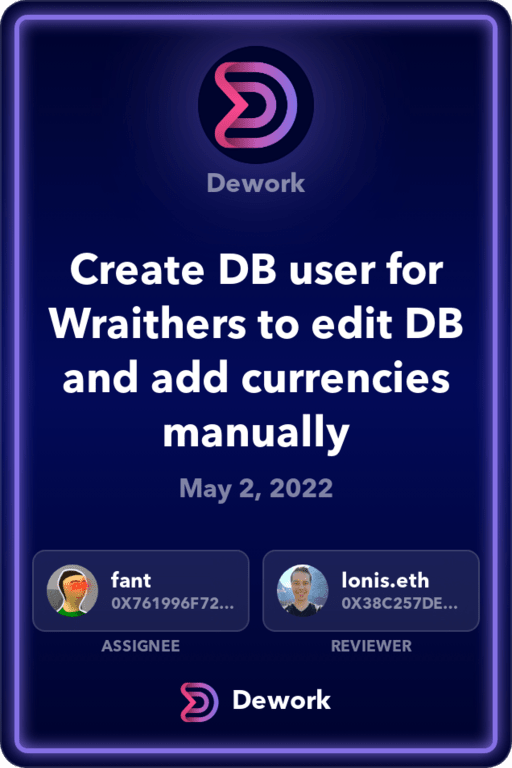 Dework
Create DB user for
Wraithers to edit DB
and add currencies
manually
May 2, 2022
fant
0X761996F72...
ASSIGNEE
lonis.eth
0X38C257DE...
REVIEWER
Dework